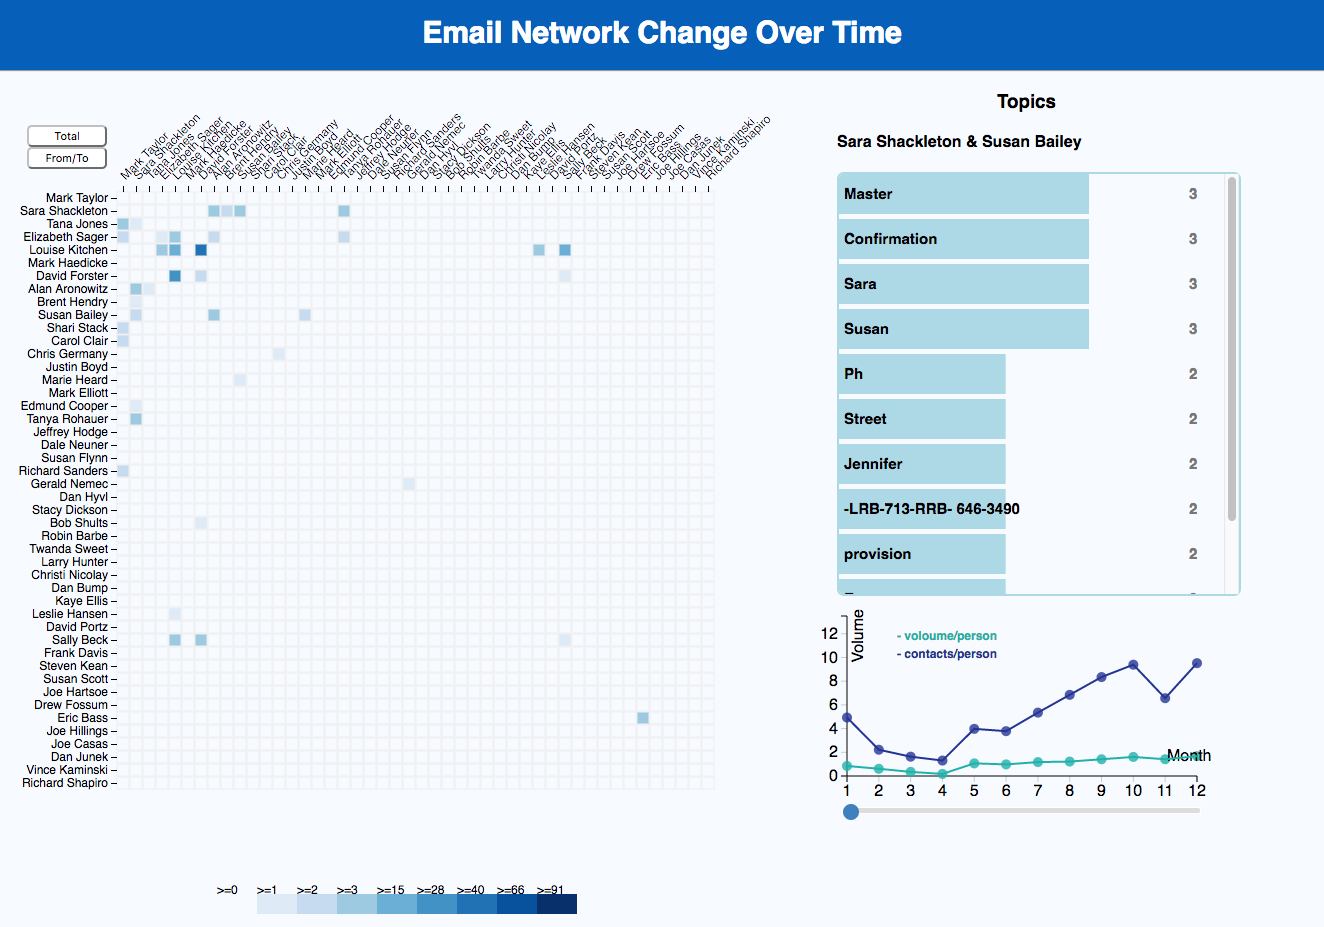 Email Network Change Over Time
Total
From/To
Mark Taylor
Sara Shackleton
Tana Jones
Elizabeth Sager
Louise Kitchen
Mark Haedicke
David Forster
Alan Aronowitz
Brent Hendry
Susan Bailey
Shari Stack
Carol Clair
Chris Germany
Justin Boyd
Marie Heard
Mark Elliott
Edmund Cooper
Tanya Rohauer
Jeffrey Hodge
Dale Neuner
Susan Flynn
Richard Sanders
Gerald Nemec
Dan Hyvl
Stacy Dickson
Bob Shults
Robin Barbe
Twanda Sweet
Larry Hunter
Christi Nicolay
Dan Bump
Kaye Ellis
Leslie Hansen
David Portz
Sally Beck
Frank Davis
Steven Kean
Susan Scott
Joe Hartsoe
Drew Fossum
Eric Bass
Joe Hillings
Joe Casas
Dan Junek
Vince Kaminski
Richard Shapiro
Mark Taylor
Sara Shackleton
Tana Jones
Elizabeth Sager
Louise Kitchen
Mark Haedicke
David Forster
Alan Aronowitz
Brent Hendry
Susan Bailey
Shari Stack
Carol Clair
Chris Germany
Justin Boyd
Marie Heard
Mark Elliott
Edmund Cooper
Tanya Rohauer
Jeffrey Hodge
Dale Neuner
Susan Flynn
Richard Sanders
Gerald Nemec
Dan Hyvl
Stacy Dickson
Bob Shults
Robin Barbe
Twanda Sweet
Larry Hunter
Christi Nicolay
Dan Bump
Kaye Ellis
Leslie Hansen
David Portz
Sally Beck
Frank Davis
Steven Kean
Susan Scott
Joe Hartsoe
Drew Fossum
Eric Bass
Joe Hillings
Joe Casas
Dan Junek
Vince Kaminski
Richard Shapiro
>=0 >=1 >=2 >=3 >=15 >=28 >=40 >=66 >=91
Topics
Sara Shackleton & Susan Bailey
Master 3
Confirmation 3
Sara 3
Susan 3
Ph 2
Street 2
Jennifer 2
-LRB-713-RRB- 646-3490 2
provision 2
Volume
- voloume/person
- contacts/person
12
10
8
6
4
2
0
Month
1 2 3 4 5 6 7 8 9 10 11 12